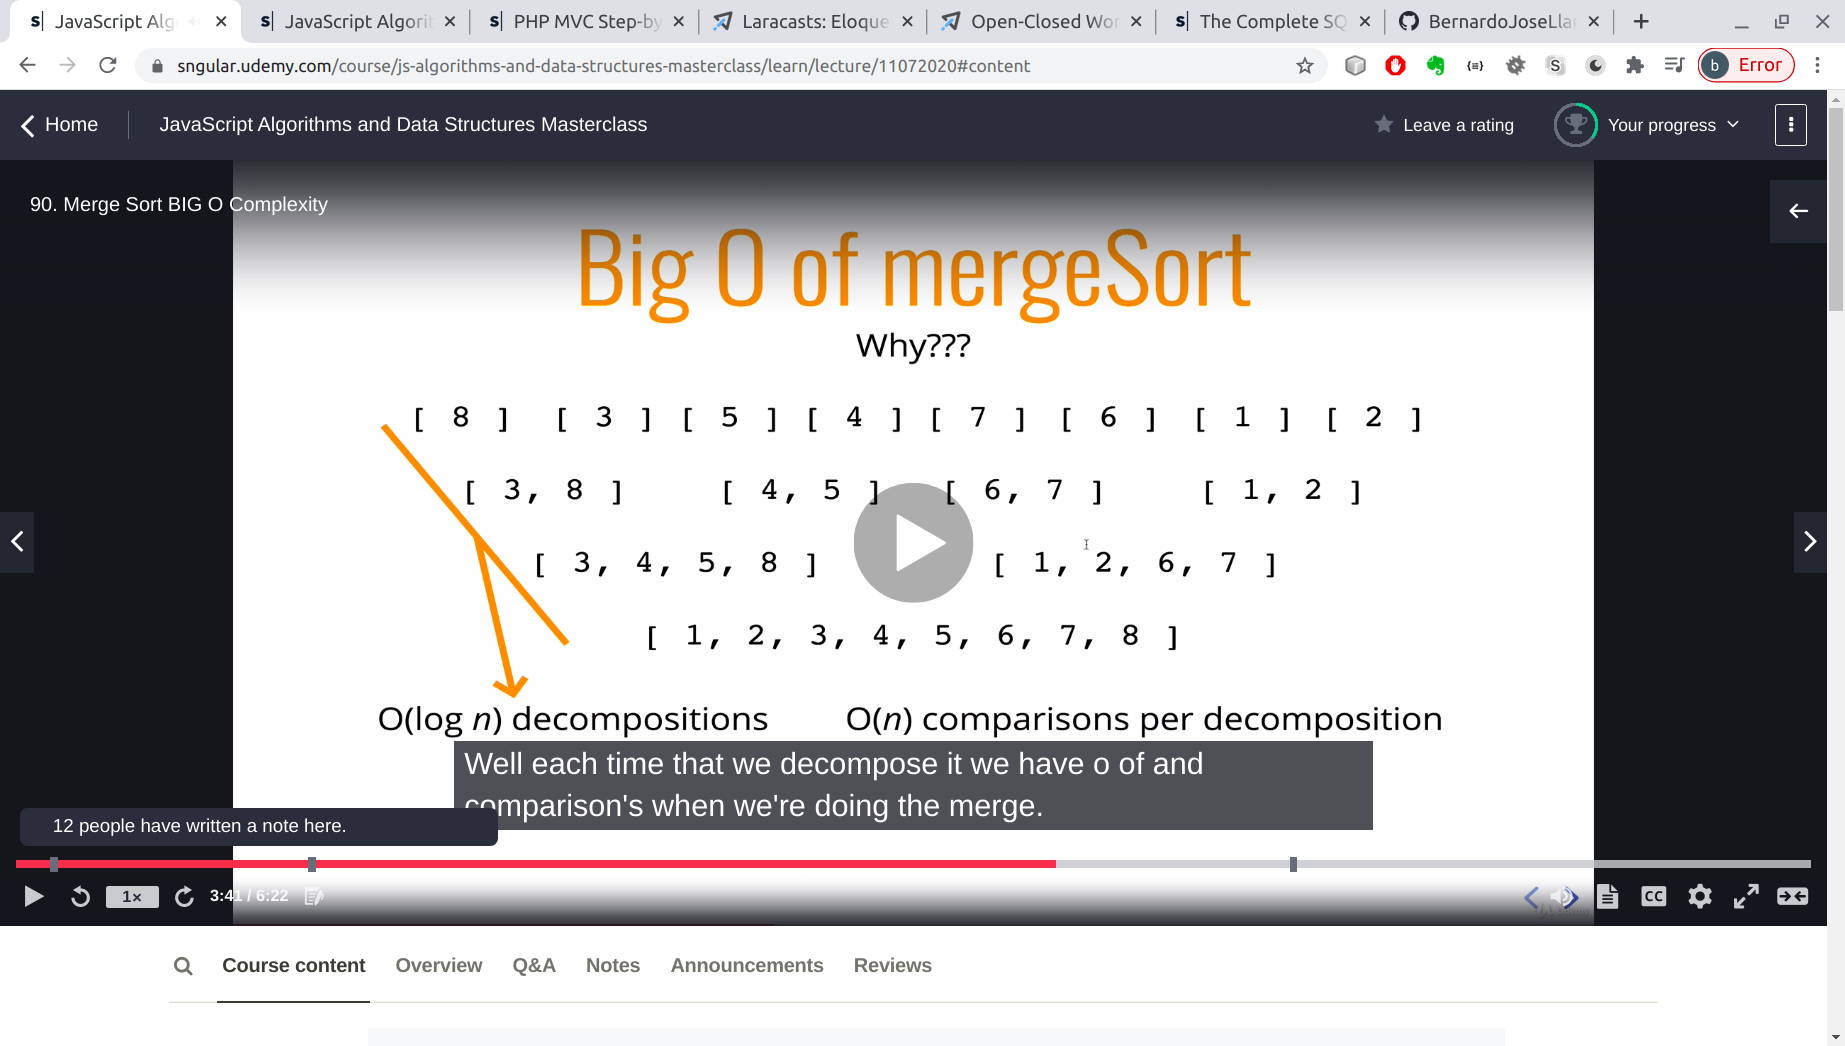 JavaScript Alg
JavaScript Algorit
PHP MVC Step-by
Laracasts: Eloque
Open-Closed Wor
The Complete SQ
BernardoJoseLlar
sngular.udemy.com/course/js-algorithms-and-data-structures-masterclass/learn/lecture/11072020#content
b Error
Home
JavaScript Algorithms and Data Structures Masterclass
Leave a rating
Your progress
90. Merge Sort BIG O Complexity
Big O of mergeSort
Why???
[ 8 ] [ 3 ] [ 5 ] [ 4 ] [ 7 ] [ 6 ] [ 1 ] [ 2 ]
[ 3, 8 ] [ 4, 5 ] [ 6, 7 ] [ 1, 2 ]
[ 3, 4, 5, 8 ] [ 1, 2, 6, 7 ]
[ 1, 2, 3, 4, 5, 6, 7, 8 ]
O(log n) decompositions
O(n) comparisons per decomposition
Well each time that we decompose it we have o of and
comparison's when we're doing the merge.
12 people have written a note here.
1×
3:41 / 6:22
CC
Course content
Overview
Q&A
Notes
Announcements
Reviews